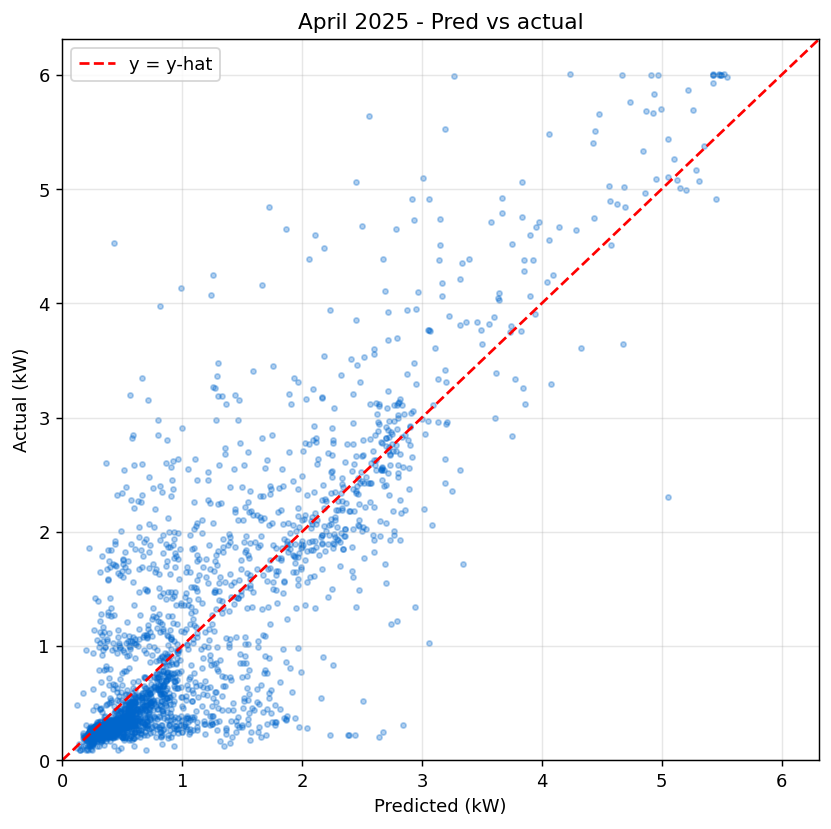 April 2025 - Pred vs actual
y = y-hat
6
5
4
3
2
1
0
Actual (kW)
0 1 2 3 4 5 6
Predicted (kW)